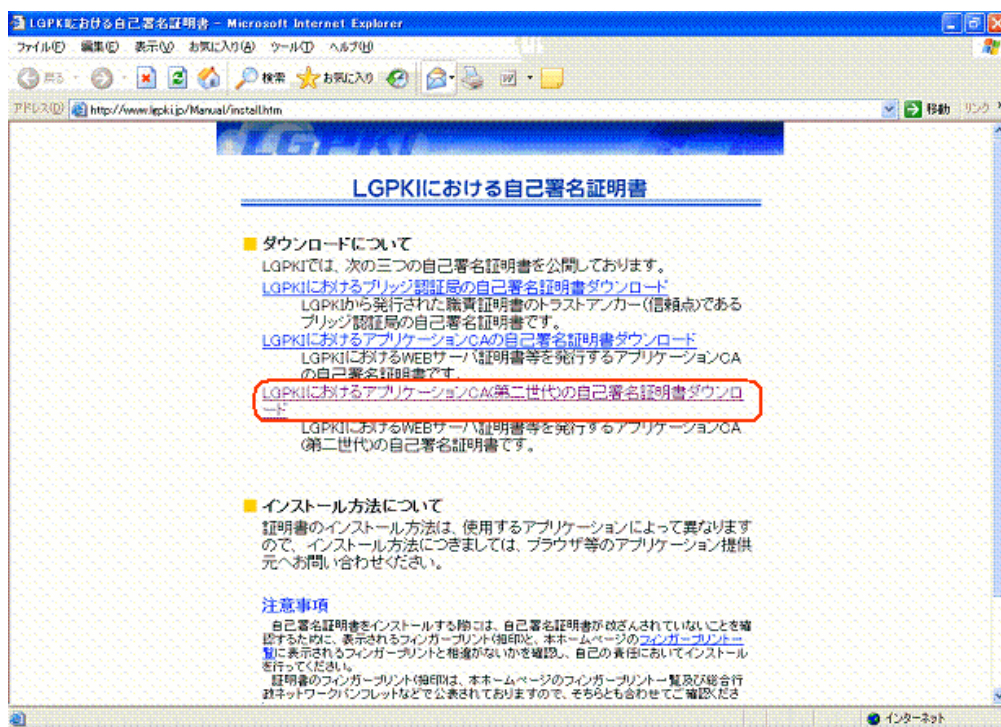 LGPKIにおける自己署名証明書 - Microsoft Internet Explorer
ファイル(F) 編集(E) 表示(V) お気に入り(A) ツール(T) ヘルプ(H)
戻る 検索 お気に入り
アドレス(D) http://www.lgpki.jp/Manual/install.htm 移動 リンク
LGPKI
LGPKIにおける自己署名証明書
ダウンロードについて
LGPKIでは、次の三つの自己署名証明書を公開しております。
LGPKIにおけるブリッジ認証局の自己署名証明書ダウンロード
LGPKIから発行された職責証明書のトラストアンカー(信頼点)である
ブリッジ認証局の自己署名証明書です。
LGPKIにおけるアプリケーションCAの自己署名証明書ダウンロード
LGPKIにおけるWEBサーバ証明書等を発行するアプリケーションCA
の自己署名証明書です。
LGPKIにおけるアプリケーションCA(第二世代)の自己署名証明書ダウンロ
ード
LGPKIにおけるWEBサーバ証明書等を発行するアプリケーションCA
(第二世代)の自己署名証明書です。
インストール方法について
証明書のインストール方法は、使用するアプリケーションによって異なります
ので、インストール方法につきましては、ブラウザ等のアプリケーション提供
元へお問い合わせください。
注意事項
自己署名証明書をインストールする際には、自己署名証明書が改ざんされていないことを確
認するために、表示されるフィンガープリント(拇印)と、本ホームページのフィンガープリント一
覧に表示されるフィンガープリントと相違がないかを確認し、自己の責任においてインストール
を行ってください。
証明書のフィンガープリント(拇印)は、本ホームページのフィンガープリント一覧及び総合行
政ネットワークパンフレットなどで公表されておりますので、そちらとも合わせてご確認くださ
インターネット